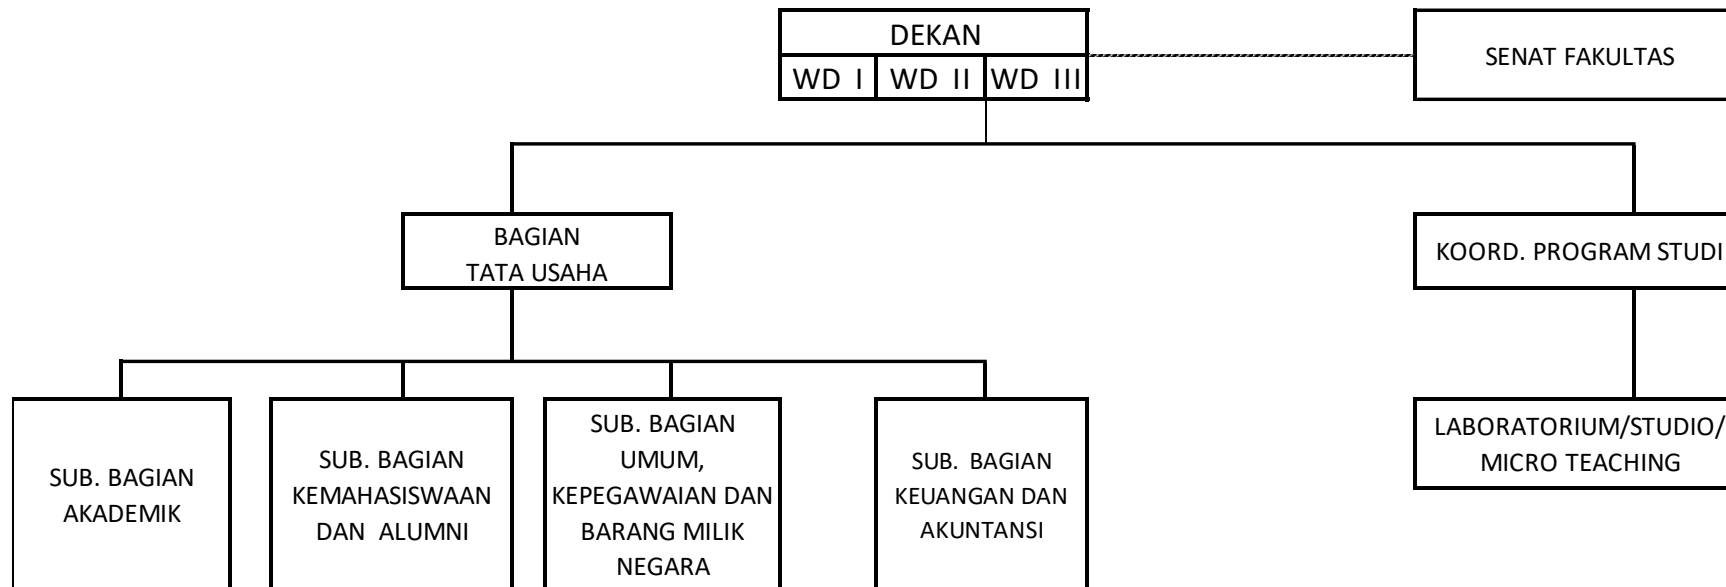 DEKAN
WD I WD II WD III
SENAT FAKULTAS
BAGIAN
TATA USAHA
KOORD. PROGRAM STUDI
SUB. BAGIAN
AKADEMIK
SUB. BAGIAN
KEMAHASISWAAN
DAN ALUMNI
SUB. BAGIAN
UMUM,
KEPEGAWAIAN DAN
BARANG MILIK
NEGARA
SUB. BAGIAN
KEUANGAN DAN
AKUNTANSI
LABORATORIUM/STUDIO/
MICRO TEACHING